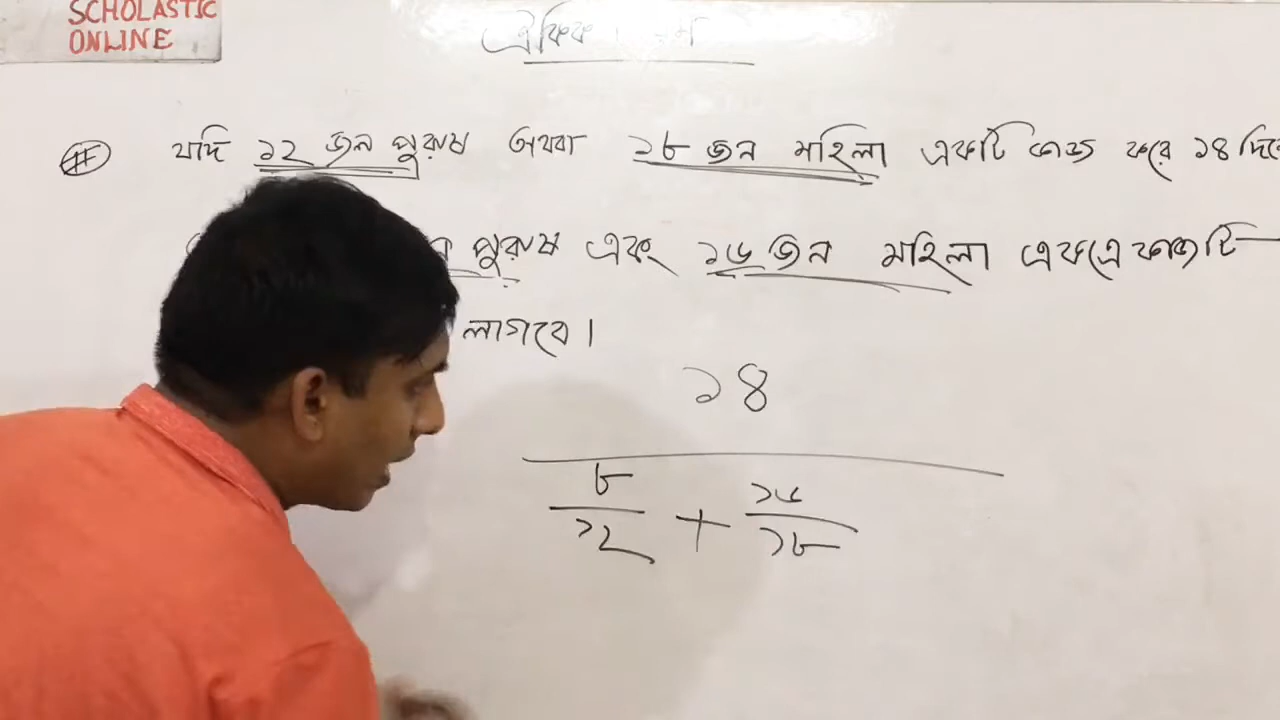 SCHOLASTIC
ONLINE
ঐকিক
যদি ১২ জন পুরুষ অথবা ১৮ জন মহিলা একটি কাজ করে ১৪ দিনে
পুরুষ এবং ১৬ জন মহিলা একত্রে কাজটি
লাগবে।
১৪
৮ ১৬
১২ + ১৮